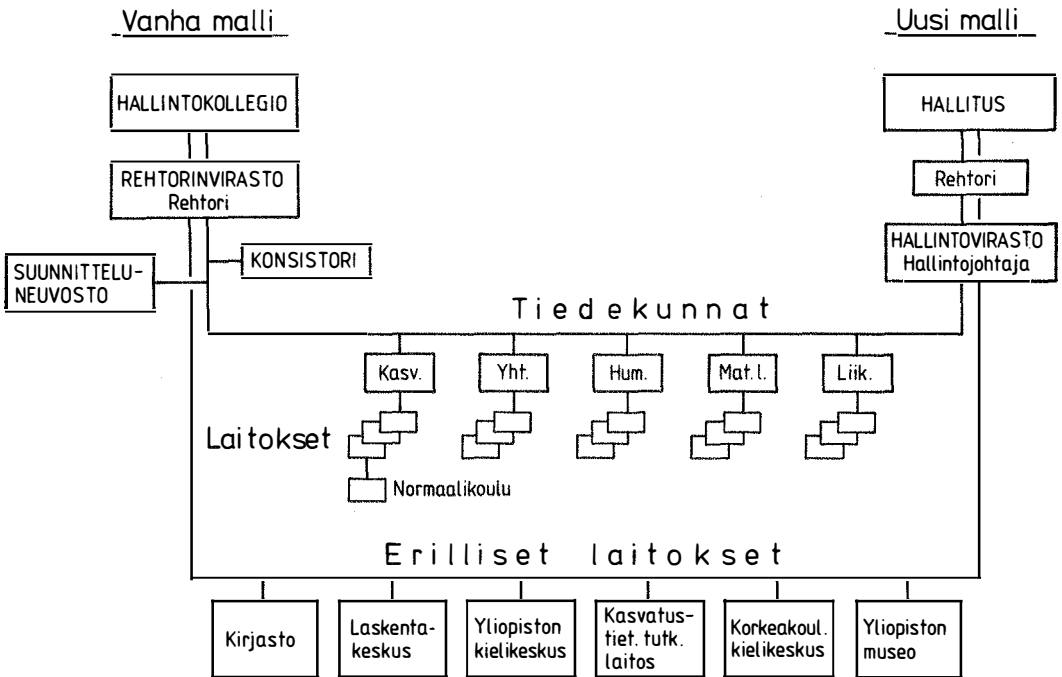 Vanha malli
Uusi malli
HALLINTOKOLLEGIO
HALLITUS
REHTORINVIRASTO
Rehtori
Rehtori
KONSISTORI
HALLINTOVIRASTO
Hallintojohtaja
SUUNNITTELU-
NEUVOSTO
Tiedekunnat
Kasv.
Yht.
Hum.
Mat.l.
Liik.
Laitokset
Normaalikoulu
Erilliset laitokset
Kirjasto
Laskenta-
keskus
Yliopiston
kielikeskus
Kasvatus-
tiet. tutk.
laitos
Korkeakoul.
kielikeskus
Yliopiston
museo